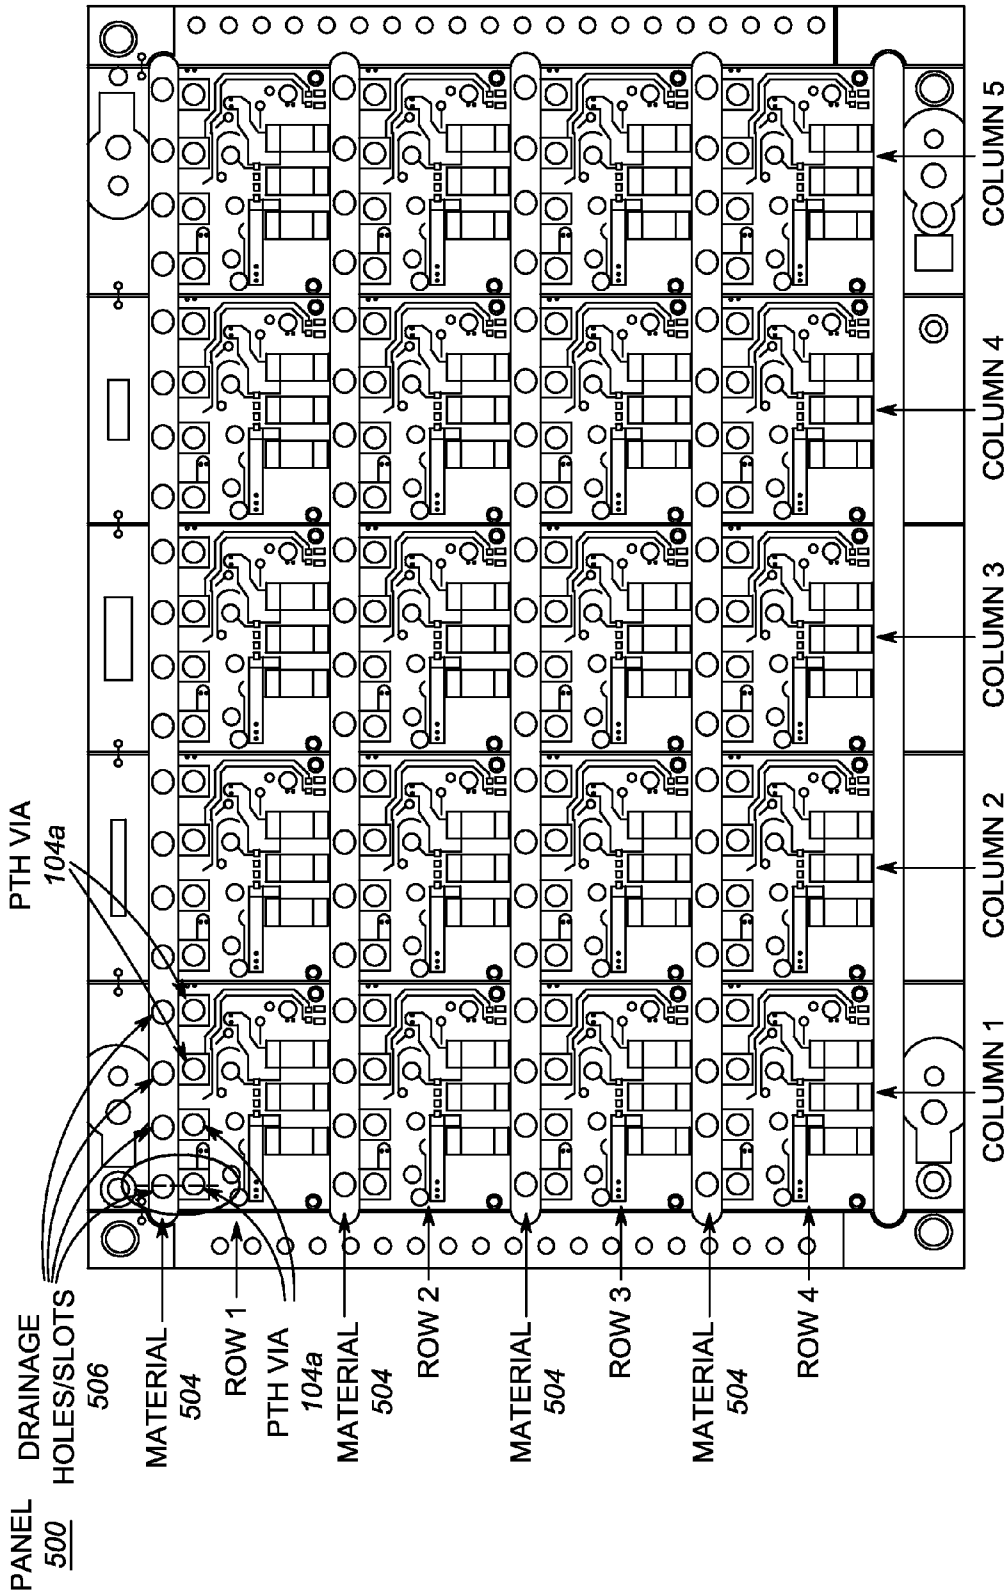 PANEL
500
DRAINAGE
HOLES/SLOTS
506
MATERIAL
504
ROW 1
PTH VIA
104a
MATERIAL
504
ROW 2
MATERIAL
504
ROW 3
MATERIAL
504
ROW 4
PTH VIA
104a
COLUMN 1
COLUMN 2
COLUMN 3
COLUMN 4
COLUMN 5